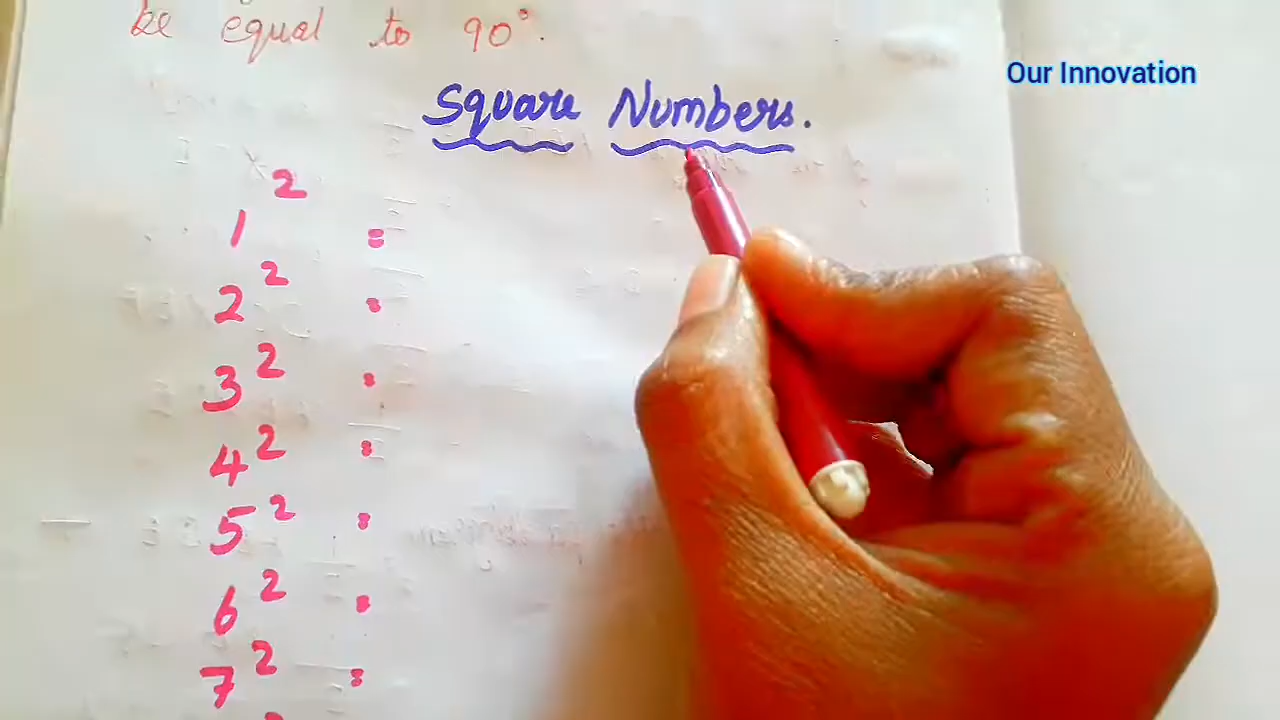 be equal to 90°.
Our Innovation
Square Numbers.
1² =
2² =
3² =
4² =
5² =
6² =
7² =